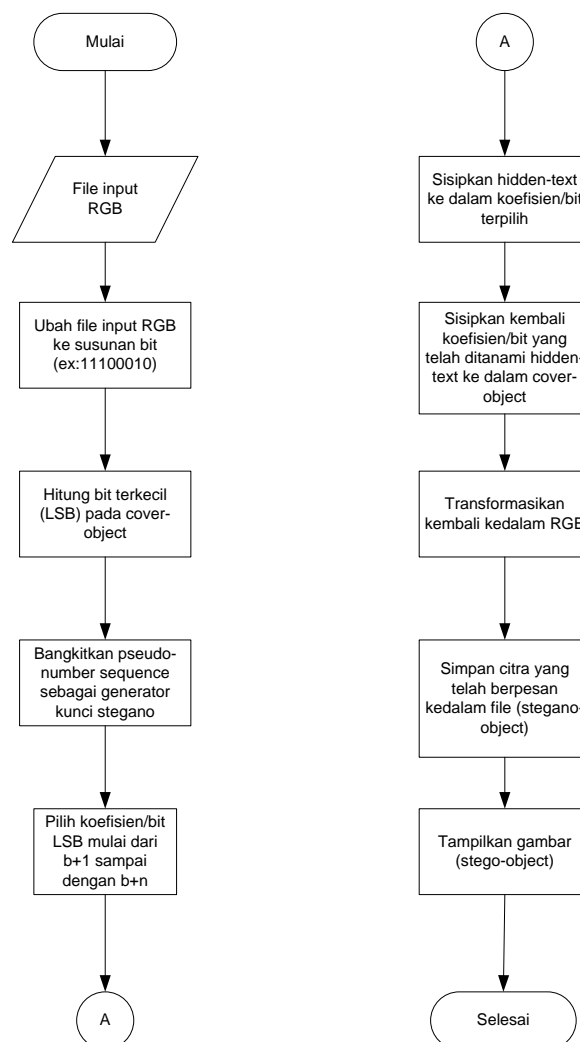 Mulai
File input
RGB
Ubah file input RGB
ke susunan bit
(ex:11100010)
Hitung bit terkecil
(LSB) pada cover-
object
Bangkitkan pseudo-
number sequence
sebagai generator
kunci stegano
Pilih koefisien/bit
LSB mulai dari
b+1 sampai
dengan b+n
A
A
Sisipkan hidden-text
ke dalam koefisien/bit
terpilih
Sisipkan kembali
koefisien/bit yang
telah ditanami hidden-
text ke dalam cover-
object
Transformasikan
kembali kedalam RGB
Simpan citra yang
telah berpesan
kedalam file (stegano-
object)
Tampilkan gambar
(stego-object)
Selesai